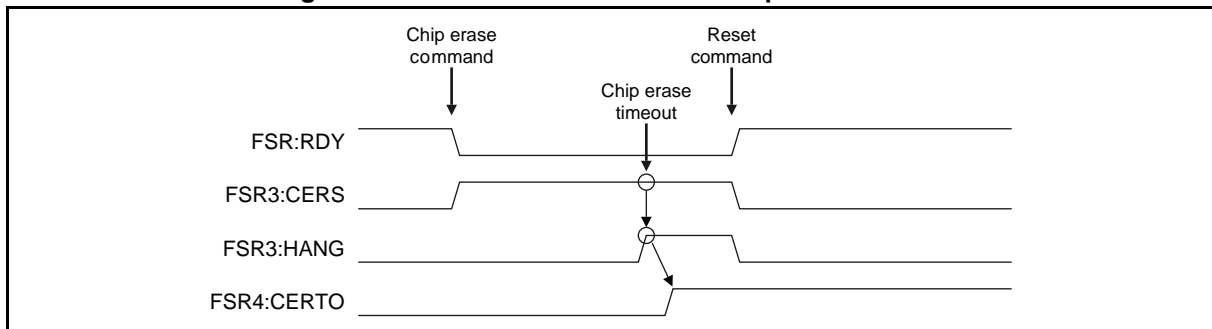 Chip erase
command
Reset
command
Chip erase
timeout
FSR:RDY
FSR3:CERS
FSR3:HANG
FSR4:CERTO